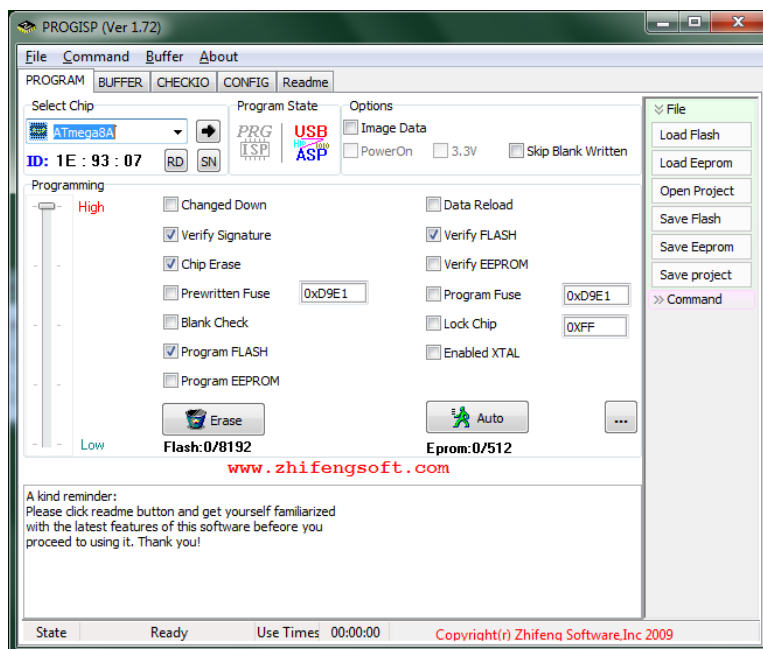 PROGISP (Ver 1.72)
File Command Buffer About
PROGRAM BUFFER CHECKIO CONFIG Readme
Select Chip
ATmega8A
ID: 1E : 93 : 07 RD SN
Program State
PRG
ISP
USB
ASP
Options
Image Data
PowerOn 3.3V Skip Blank Written
Programming
High
Low
Changed Down
Verify Signature
Chip Erase
Prewritten Fuse 0xD9E1
Blank Check
Program FLASH
Program EEPROM
Erase
Flash:0/8192
Data Reload
Verify FLASH
Verify EEPROM
Program Fuse 0xD9E1
Lock Chip 0XFF
Enabled XTAL
Auto ...
Eprom:0/512
www.zhifengsoft.com
A kind reminder:
Please click readme button and get yourself familiarized
with the latest features of this software befeore you
proceed to using it. Thank you!
File
Load Flash
Load Eeprom
Open Project
Save Flash
Save Eeprom
Save project
Command
State Ready Use Times 00:00:00 Copyright(r) Zhifeng Software,Inc 2009